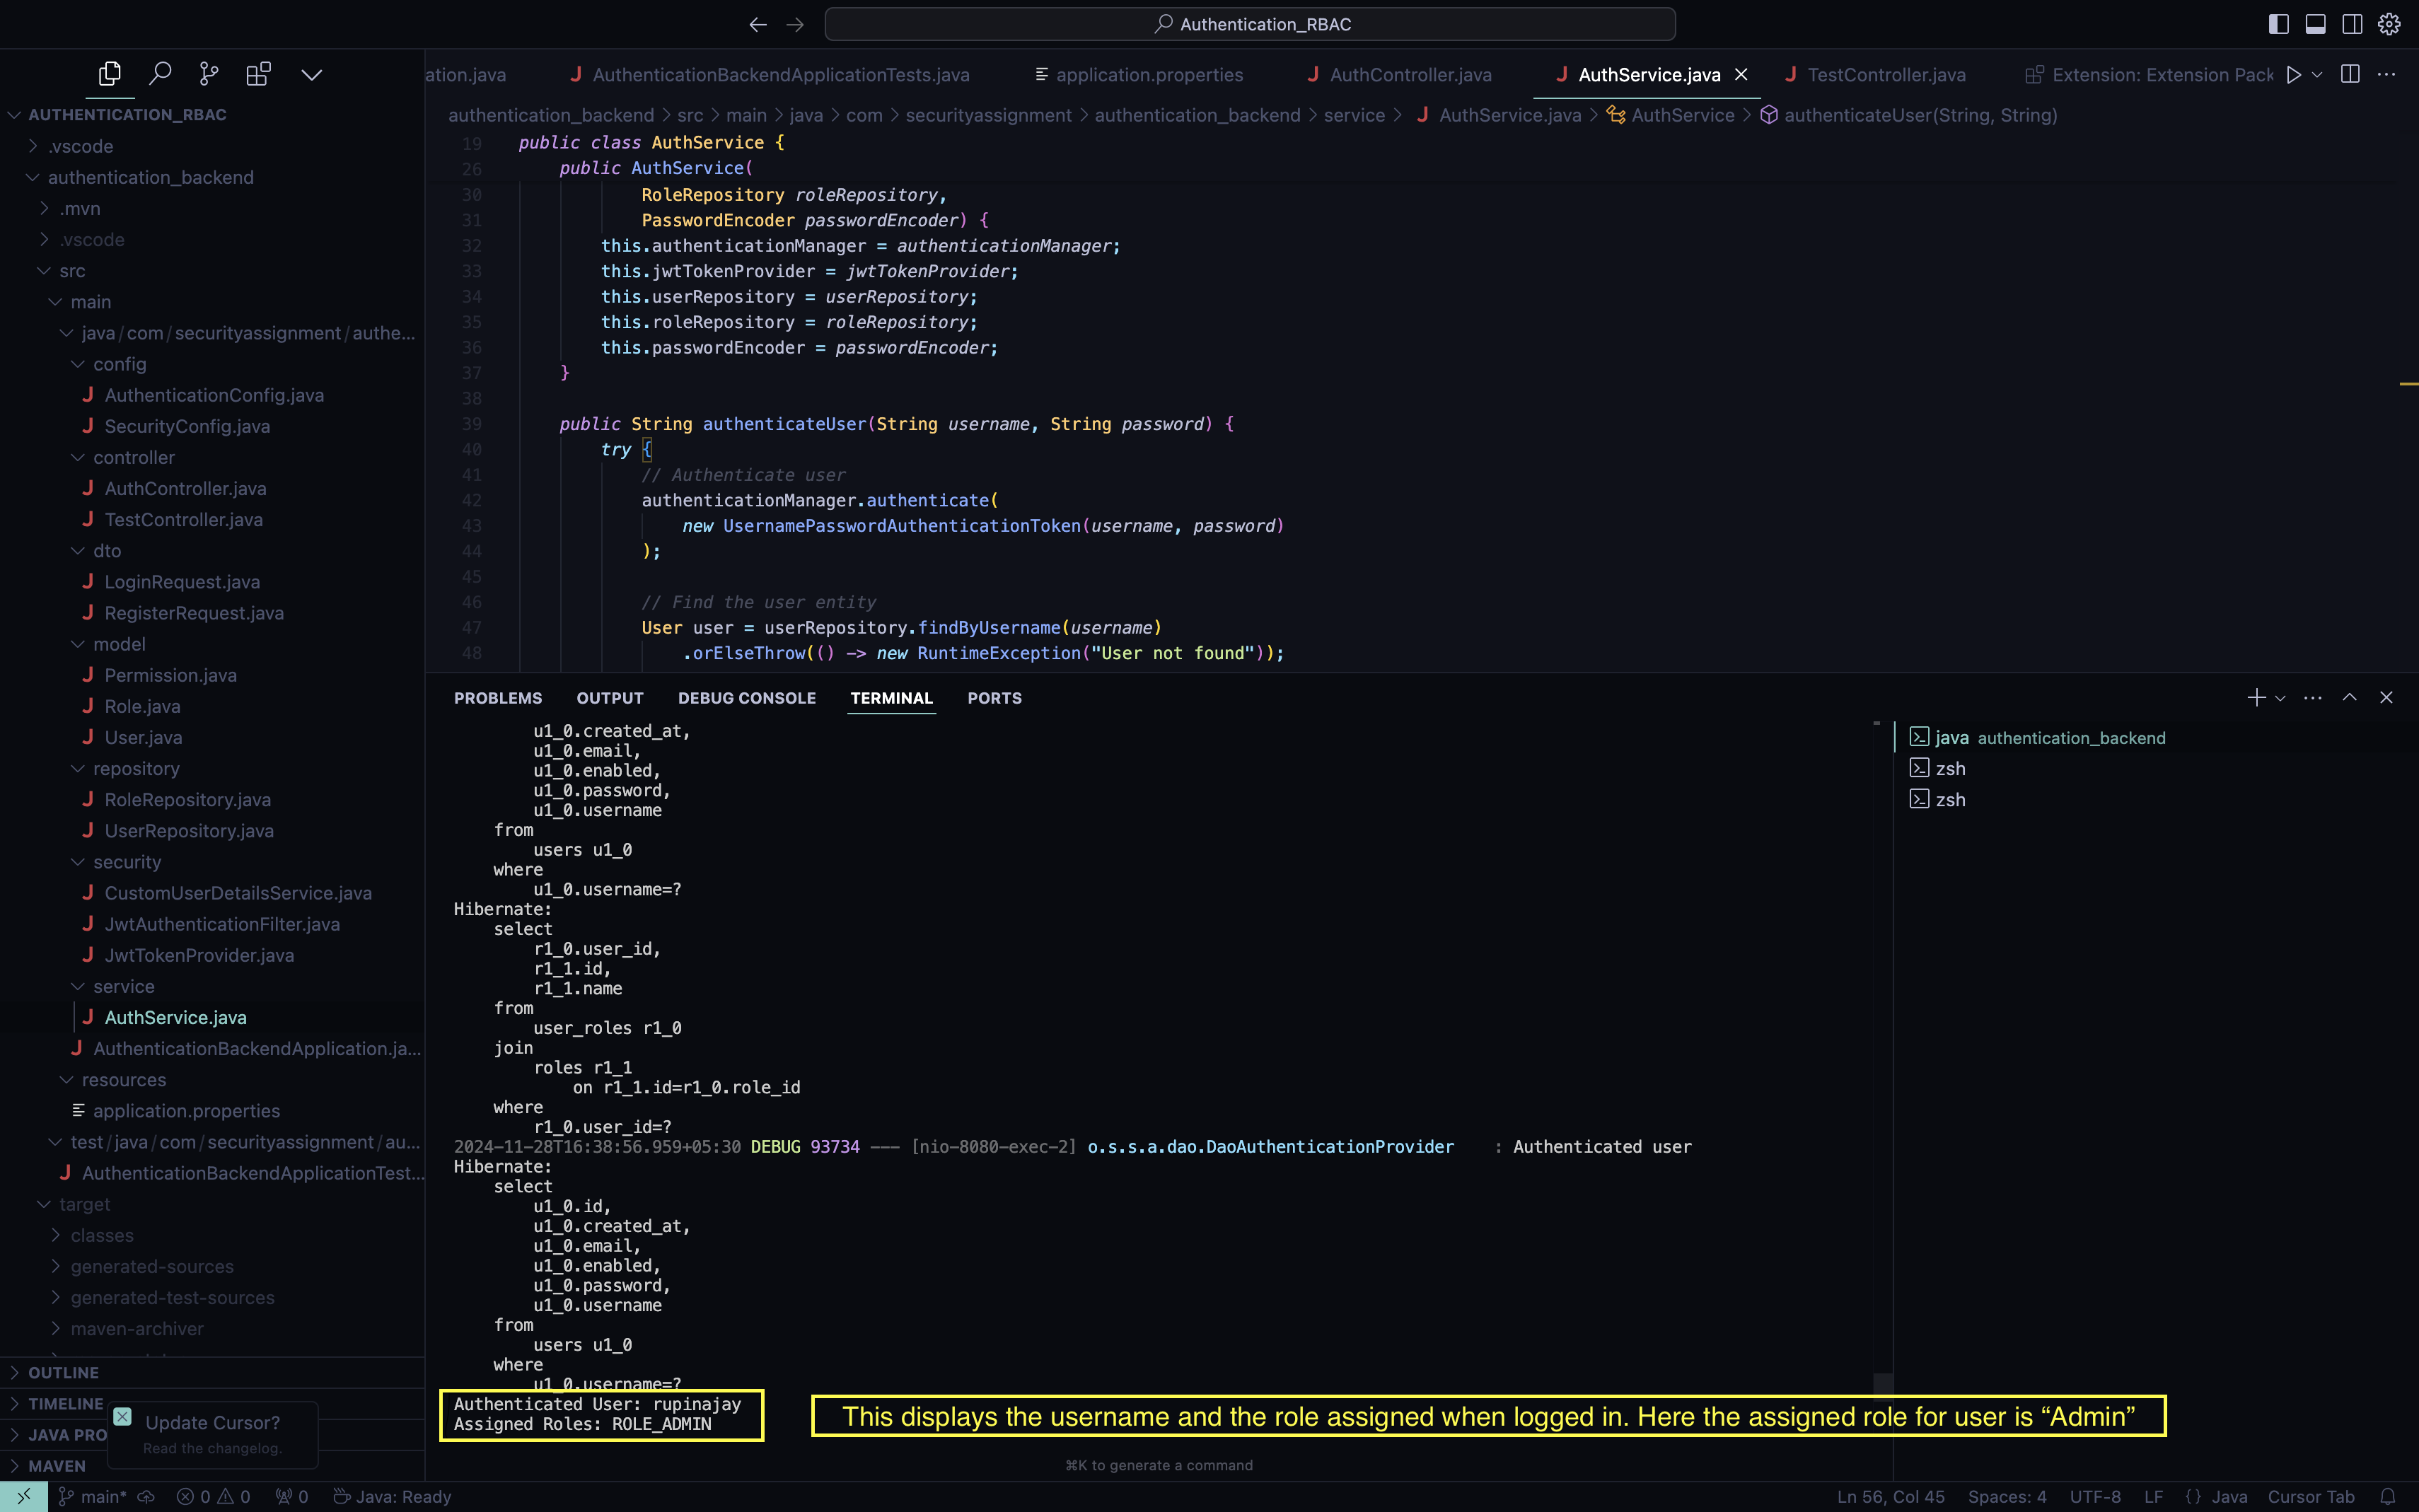 Authentication_RBAC
ation.java
AuthenticationBackendApplicationTests.java
application.properties
AuthController.java
AuthService.java
TestController.java
Extension: Extension Pack
authentication_backend > src > main > java > com > securityassignment > authentication_backend > service > AuthService.java > AuthService > authenticateUser(String, String)
AUTHENTICATION_RBAC
.vscode
authentication_backend
.mvn
.vscode
src
main
java/com/securityassignment/authe...
config
AuthenticationConfig.java
SecurityConfig.java
controller
AuthController.java
TestController.java
dto
LoginRequest.java
RegisterRequest.java
model
Permission.java
Role.java
User.java
repository
RoleRepository.java
UserRepository.java
security
CustomUserDetailsService.java
JwtAuthenticationFilter.java
JwtTokenProvider.java
service
AuthService.java
AuthenticationBackendApplication.ja...
resources
application.properties
test/java/com/securityassignment/au...
AuthenticationBackendApplicationTest...
target
classes
generated-sources
generated-test-sources
maven-archiver
OUTLINE
TIMELINE
JAVA PRO
MAVEN
Update Cursor?
Read the changelog.
19 public class AuthService {
26 public AuthService(
30 RoleRepository roleRepository,
31 PasswordEncoder passwordEncoder) {
32 this.authenticationManager = authenticationManager;
33 this.jwtTokenProvider = jwtTokenProvider;
34 this.userRepository = userRepository;
35 this.roleRepository = roleRepository;
36 this.passwordEncoder = passwordEncoder;
37 }
38
39 public String authenticateUser(String username, String password) {
40 try {
41 // Authenticate user
42 authenticationManager.authenticate(
43 new UsernamePasswordAuthenticationToken(username, password)
44 );
45
46 // Find the user entity
47 User user = userRepository.findByUsername(username)
48 .orElseThrow(() -> new RuntimeException("User not found"));
PROBLEMS OUTPUT DEBUG CONSOLE TERMINAL PORTS
u1_0.created_at,
u1_0.email,
u1_0.enabled,
u1_0.password,
u1_0.username
from
users u1_0
where
u1_0.username=?
Hibernate:
select
r1_0.user_id,
r1_1.id,
r1_1.name
from
user_roles r1_0
join
roles r1_1
on r1_1.id=r1_0.role_id
where
r1_0.user_id=?
2024-11-28T16:38:56.959+05:30 DEBUG 93734 --- [nio-8080-exec-2] o.s.s.a.dao.DaoAuthenticationProvider : Authenticated user
Hibernate:
select
u1_0.id,
u1_0.created_at,
u1_0.email,
u1_0.enabled,
u1_0.password,
u1_0.username
from
users u1_0
where
u1_0.username=?
Authenticated User: rupinajay
Assigned Roles: ROLE_ADMIN
This displays the username and the role assigned when logged in. Here the assigned role for user is “Admin”
⌘K to generate a command
java authentication_backend
zsh
zsh
main* 0 0 0 Java: Ready
Ln 56, Col 45 Spaces: 4 UTF-8 LF {} Java Cursor Tab